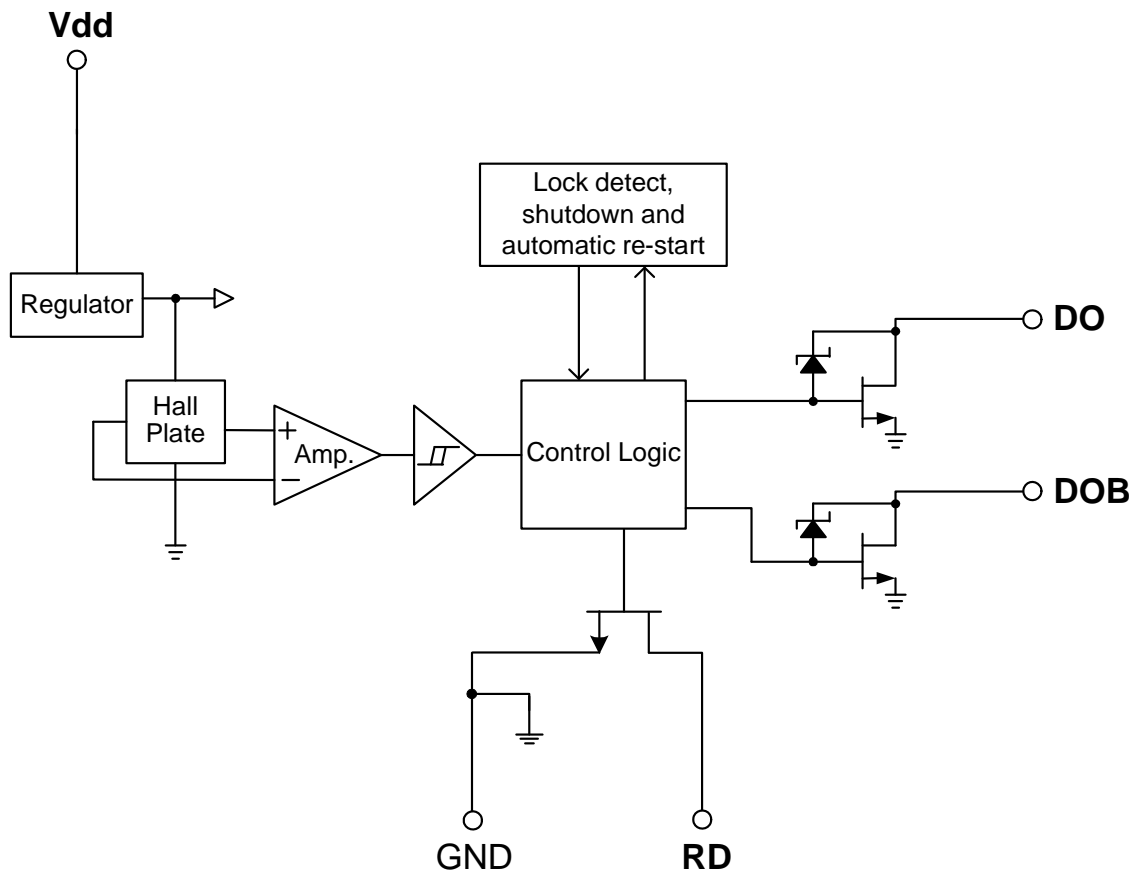 Vdd
Lock detect,
shutdown and
automatic re-start
Regulator
DO
Hall
Plate
+
Amp.
−
Control Logic
DOB
GND
RD